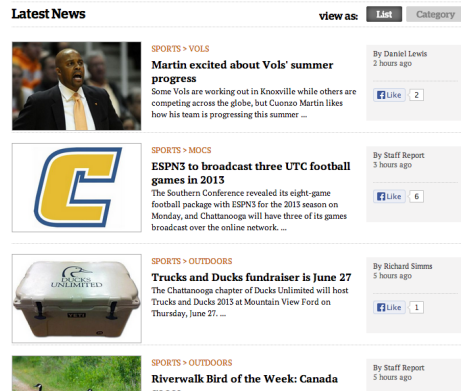 Latest News
view as: List Category
SPORTS > VOLS
Martin excited about Vols' summer
progress
Some Vols are working out in Knoxville while others are
competing across the globe, but Cuonzo Martin likes
how his team is progressing this summer ...
By Daniel Lewis
2 hours ago
Like 2
SPORTS > MOCS
ESPN3 to broadcast three UTC football
games in 2013
The Southern Conference revealed its eight-game
football package with ESPN3 for the 2013 season on
Monday, and Chattanooga will have three of its games
broadcast over the online network. ...
By Staff Report
3 hours ago
Like 6
DUCKS
UNLIMITED
YETI
SPORTS > OUTDOORS
Trucks and Ducks fundraiser is June 27
The Chattanooga chapter of Ducks Unlimited will host
Trucks and Ducks 2013 at Mountain View Ford on
Thursday, June 27. ...
By Richard Simms
5 hours ago
Like 1
SPORTS > OUTDOORS
Riverwalk Bird of the Week: Canada
By Staff Report
5 hours ago